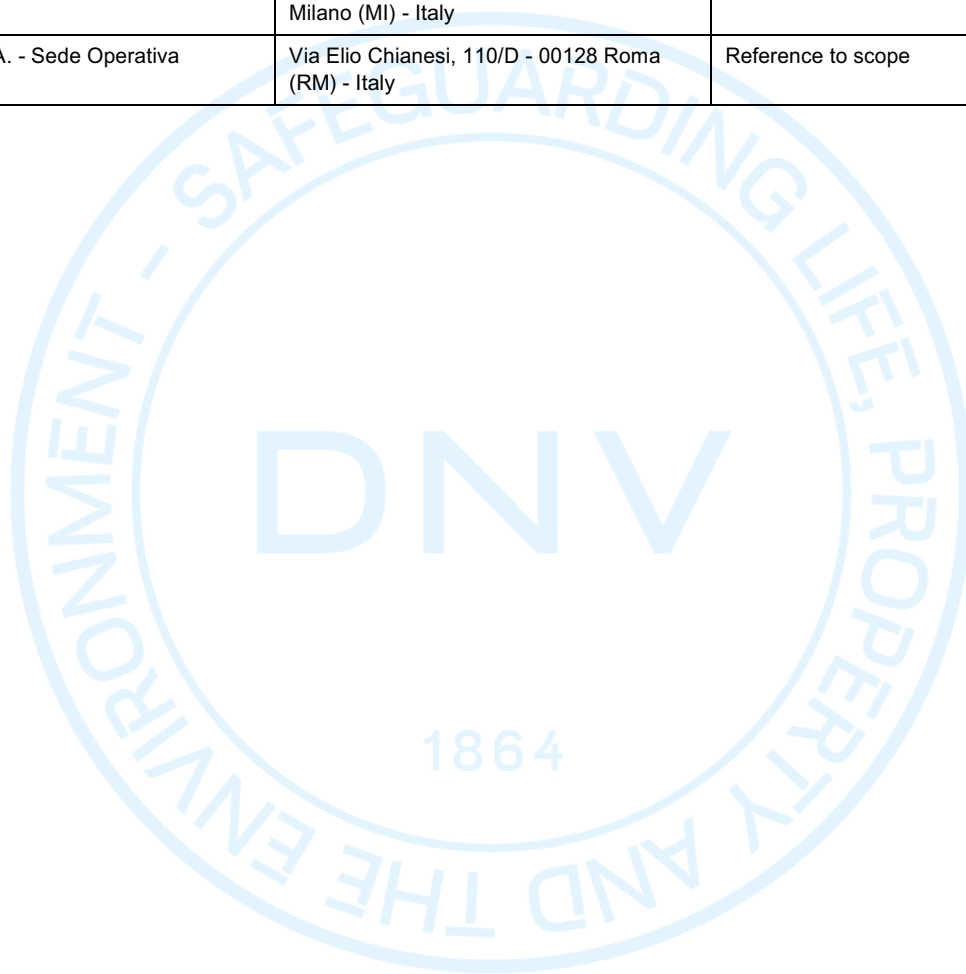 Milano (MI) - Italy
A. - Sede Operativa
Via Elio Chianesi, 110/D - 00128 Roma
(RM) - Italy
Reference to scope
SAFEGUARDING LIFE, PROPERTY AND THE ENVIRONMENT -
DNV
1864